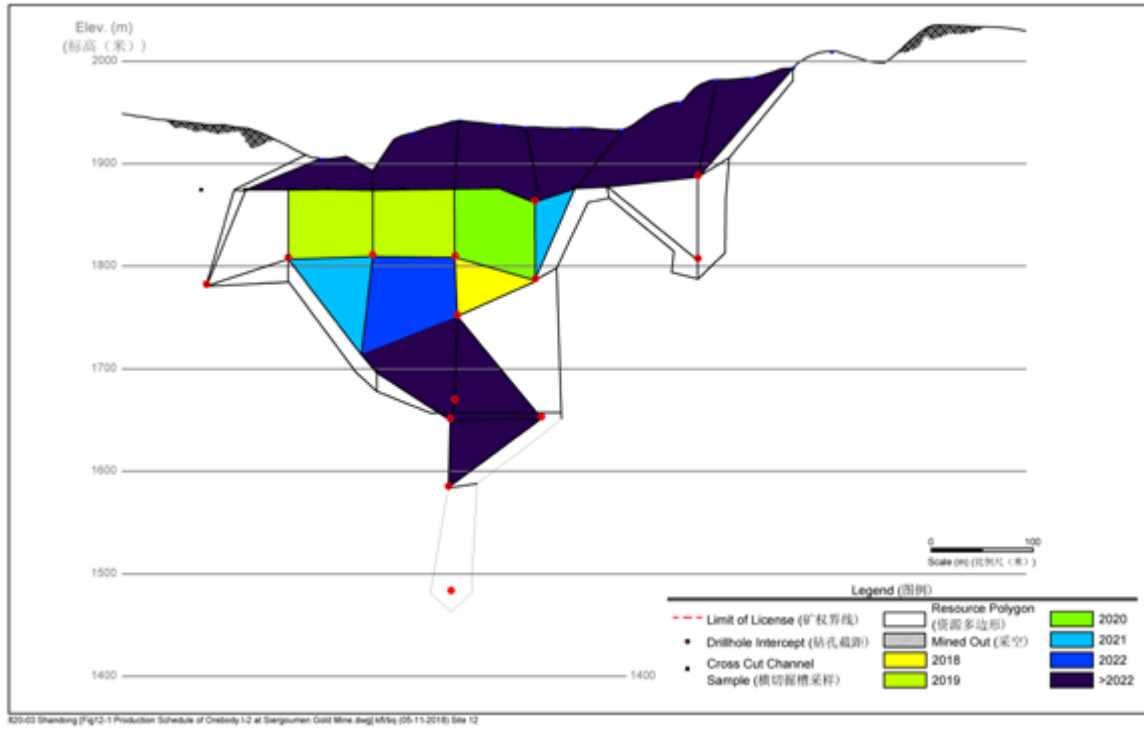 Elev. (m)
(标高（米）)
2000
1900
1800
1700
1600
1500
1400
1400
0
100
Scale (m) (比例尺（米）)
Legend (图例)
Limit of License (矿权界线)
Drillhole Intercept (钻孔截距)
Cross Cut Channel
Sample (横切掘槽采样)
Resource Polygon
(资源多边形)
Mined Out (采空)
2018
2019
2020
2021
2022
>2022
820-03 Shandong [Fig12-1 Production Schedule of Orebody I-2 at Siergoumen Gold Mine.dwg] (05-11-2018) Site 12